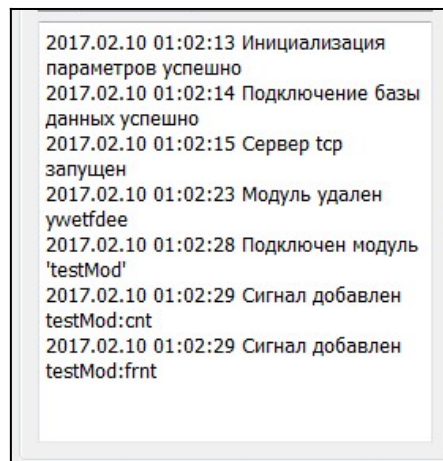 2017.02.10 01:02:13 Инициализация
параметров успешно
2017.02.10 01:02:14 Подключение базы
данных успешно
2017.02.10 01:02:15 Сервер tcp
запущен
2017.02.10 01:02:23 Модуль удален
ywetfdee
2017.02.10 01:02:28 Подключен модуль
'testMod'
2017.02.10 01:02:29 Сигнал добавлен
testMod:cnt
2017.02.10 01:02:29 Сигнал добавлен
testMod:frnt